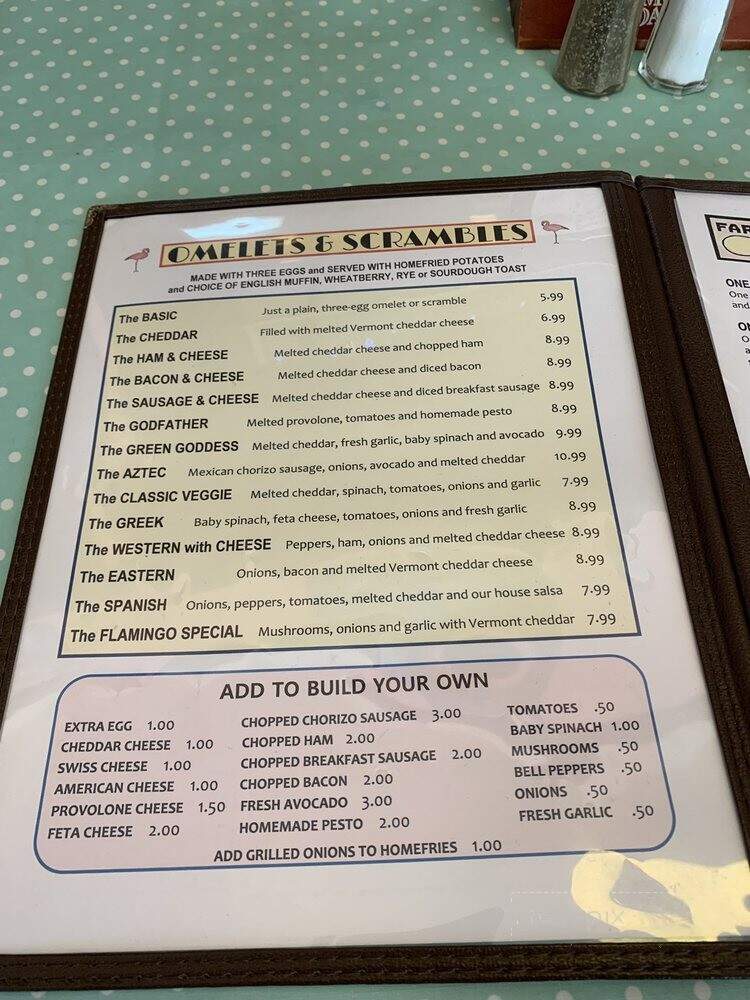 OMELETS & SCRAMBLES
MADE WITH THREE EGGS and SERVED WITH HOMEFRIED POTATOES
and CHOICE OF ENGLISH MUFFIN, WHEATBERRY, RYE or SOURDOUGH TOAST
The BASIC Just a plain, three-egg omelet or scramble 5.99
The CHEDDAR Filled with melted Vermont cheddar cheese 6.99
The HAM & CHEESE Melted cheddar cheese and chopped ham 8.99
The BACON & CHEESE Melted cheddar cheese and diced bacon 8.99
The SAUSAGE & CHEESE Melted cheddar cheese and diced breakfast sausage 8.99
The GODFATHER Melted provolone, tomatoes and homemade pesto 8.99
The GREEN GODDESS Melted cheddar, fresh garlic, baby spinach and avocado 9.99
The AZTEC Mexican chorizo sausage, onions, avocado and melted cheddar 10.99
The CLASSIC VEGGIE Melted cheddar, spinach, tomatoes, onions and garlic 7.99
The GREEK Baby spinach, feta cheese, tomatoes, onions and fresh garlic 8.99
The WESTERN with CHEESE Peppers, ham, onions and melted cheddar cheese 8.99
The EASTERN Onions, bacon and melted Vermont cheddar cheese 8.99
The SPANISH Onions, peppers, tomatoes, melted cheddar and our house salsa 7.99
The FLAMINGO SPECIAL Mushrooms, onions and garlic with Vermont cheddar 7.99
ADD TO BUILD YOUR OWN
EXTRA EGG 1.00
CHEDDAR CHEESE 1.00
SWISS CHEESE 1.00
AMERICAN CHEESE 1.00
PROVOLONE CHEESE 1.50
FETA CHEESE 2.00
CHOPPED CHORIZO SAUSAGE 3.00
CHOPPED HAM 2.00
CHOPPED BREAKFAST SAUSAGE 2.00
CHOPPED BACON 2.00
FRESH AVOCADO 3.00
HOMEMADE PESTO 2.00
TOMATOES .50
BABY SPINACH 1.00
MUSHROOMS .50
BELL PEPPERS .50
ONIONS .50
FRESH GARLIC .50
ADD GRILLED ONIONS TO HOMEFRIES 1.00
FAR
ONE
One
and